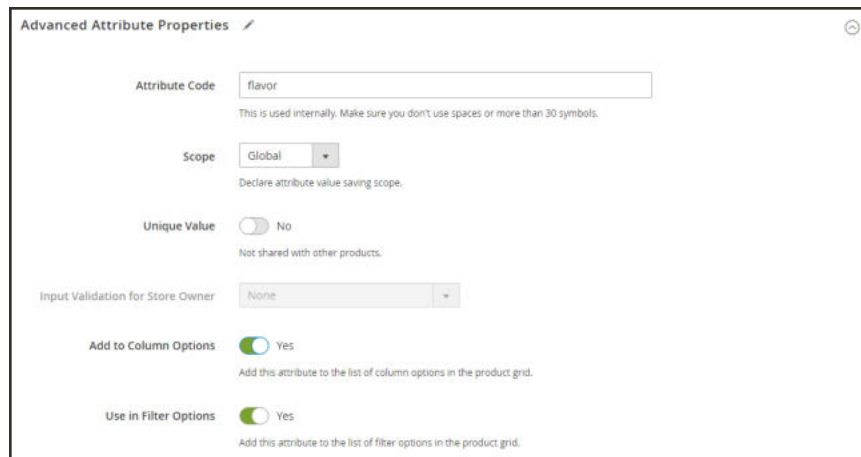 Advanced Attribute Properties
Attribute Code flavor
This is used internally. Make sure you don't use spaces or more than 30 symbols.
Scope Global
Declare attribute value saving scope.
Unique Value No
Not shared with other products.
Input Validation for Store Owner None
Add to Column Options Yes
Add this attribute to the list of column options in the product grid.
Use in Filter Options Yes
Add this attribute to the list of filter options in the product grid.